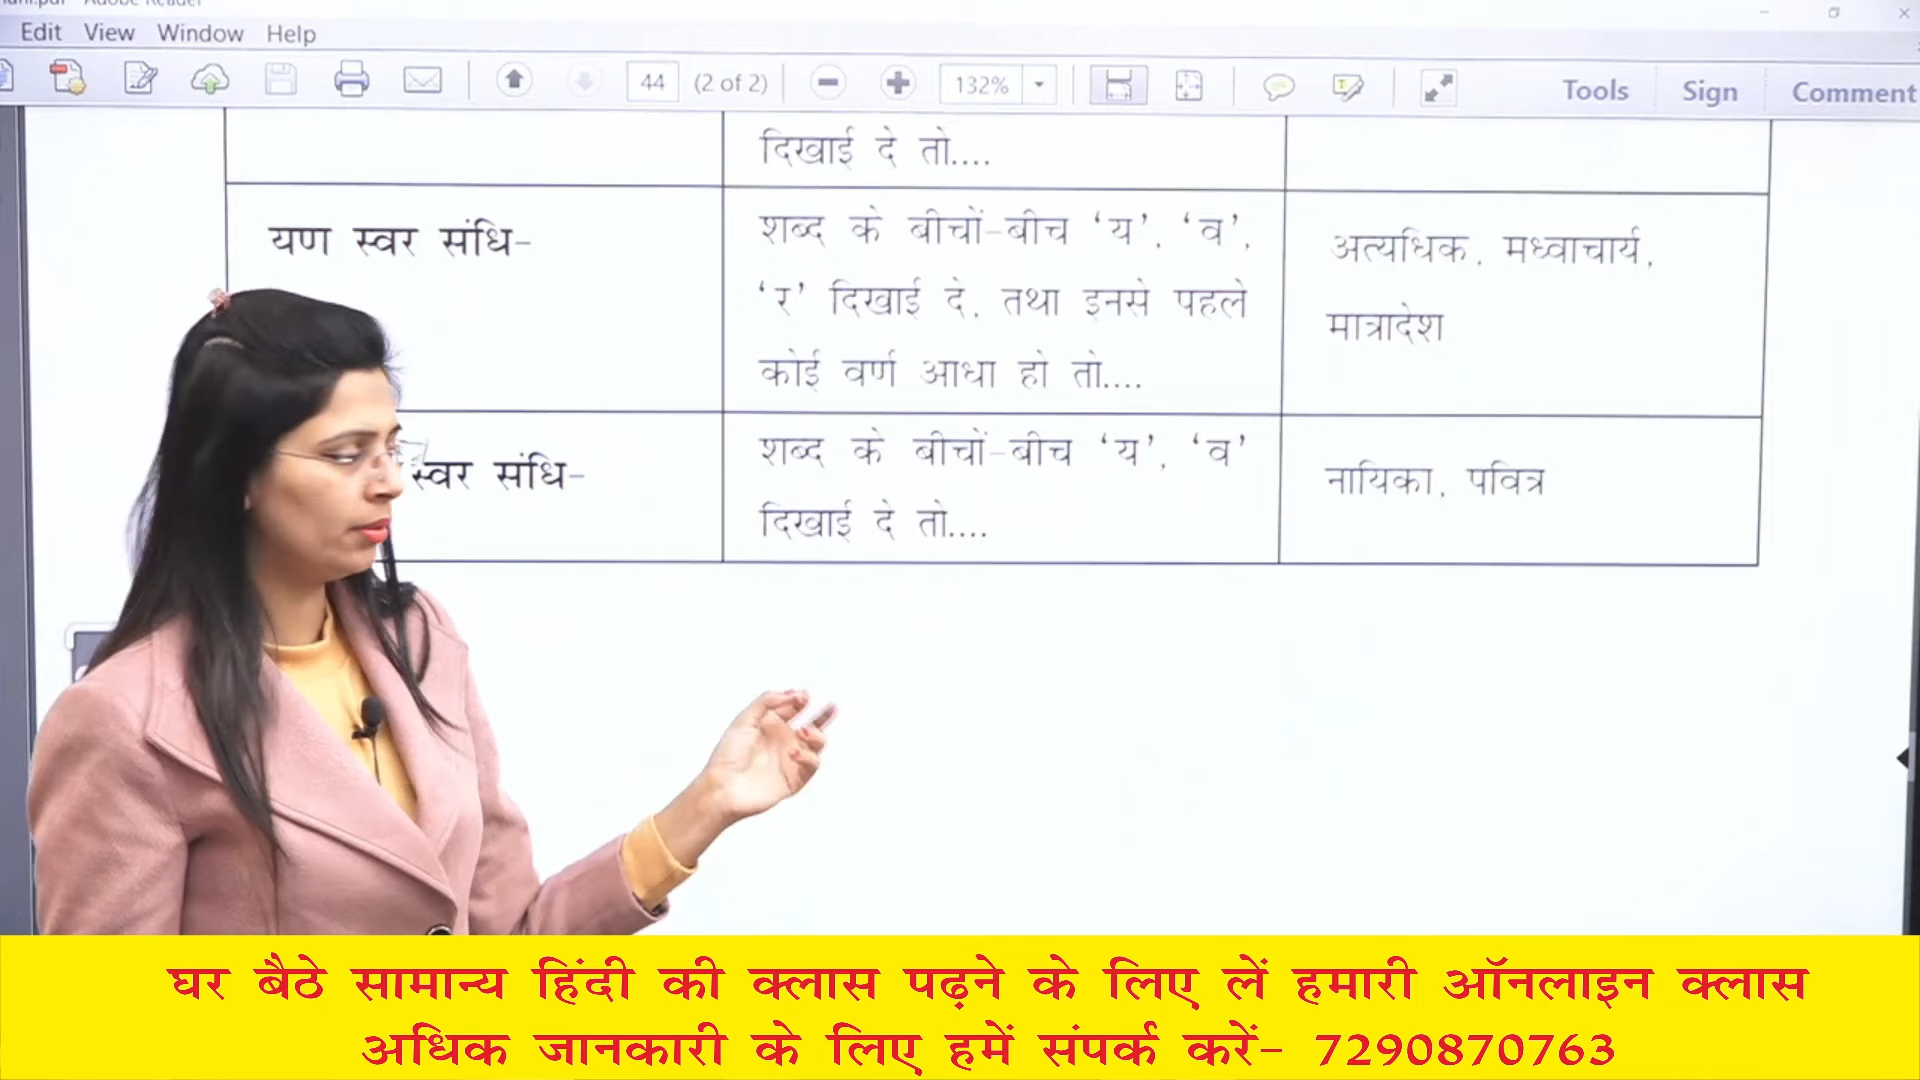 Edit View Window Help
44 (2 of 2) 132% Tools Sign Comment
दिखाई दे तो....
यण स्वर संधि-
शब्द के बीचों-बीच ‘य’, ‘व’,
‘र’ दिखाई दे, तथा इनसे पहले
कोई वर्ण आधा हो तो....
अत्यधिक, मध्वाचार्य,
मात्रादेश
स्वर संधि-
शब्द के बीचों-बीच ‘य’, ‘व’
दिखाई दे तो....
नायिका, पवित्र
घर बैठे सामान्य हिंदी की क्लास पढ़ने के लिए लें हमारी ऑनलाइन क्लास
अधिक जानकारी के लिए हमें संपर्क करें- 7290870763